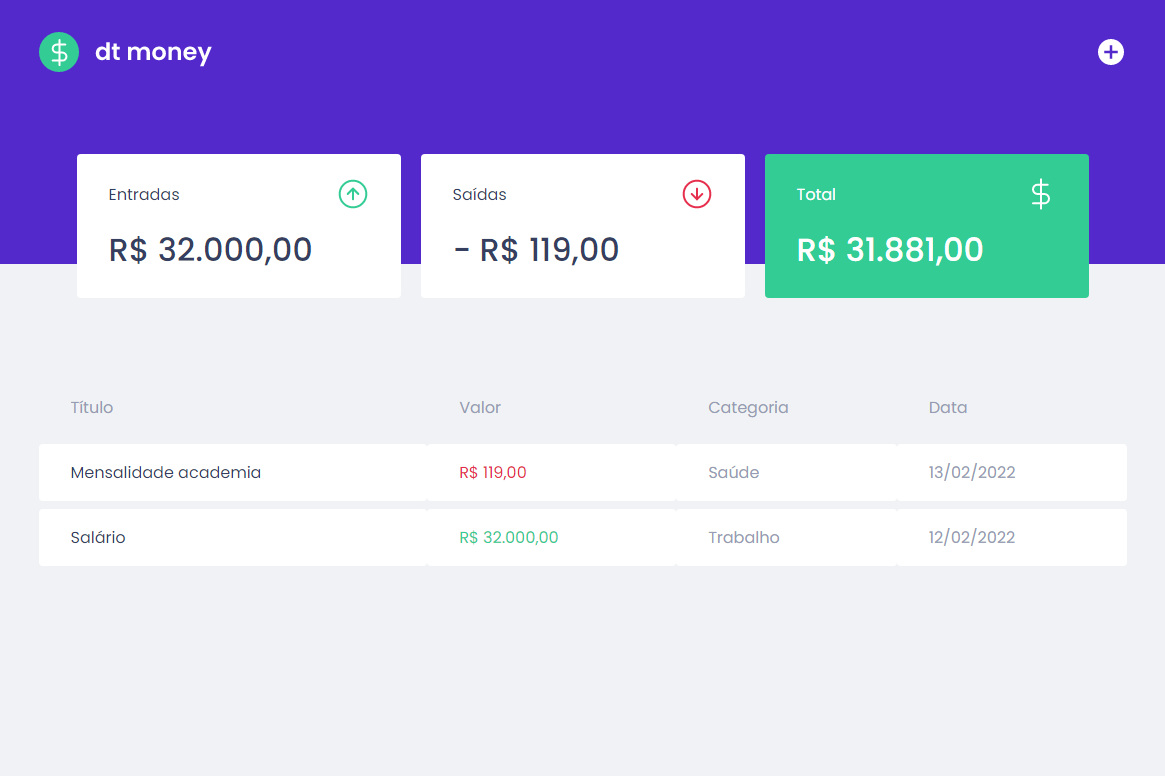 dt money
Entradas
R$ 32.000,00
Saídas
- R$ 119,00
Total
R$ 31.881,00
Título Valor Categoria Data
Mensalidade academia R$ 119,00 Saúde 13/02/2022
Salário R$ 32.000,00 Trabalho 12/02/2022